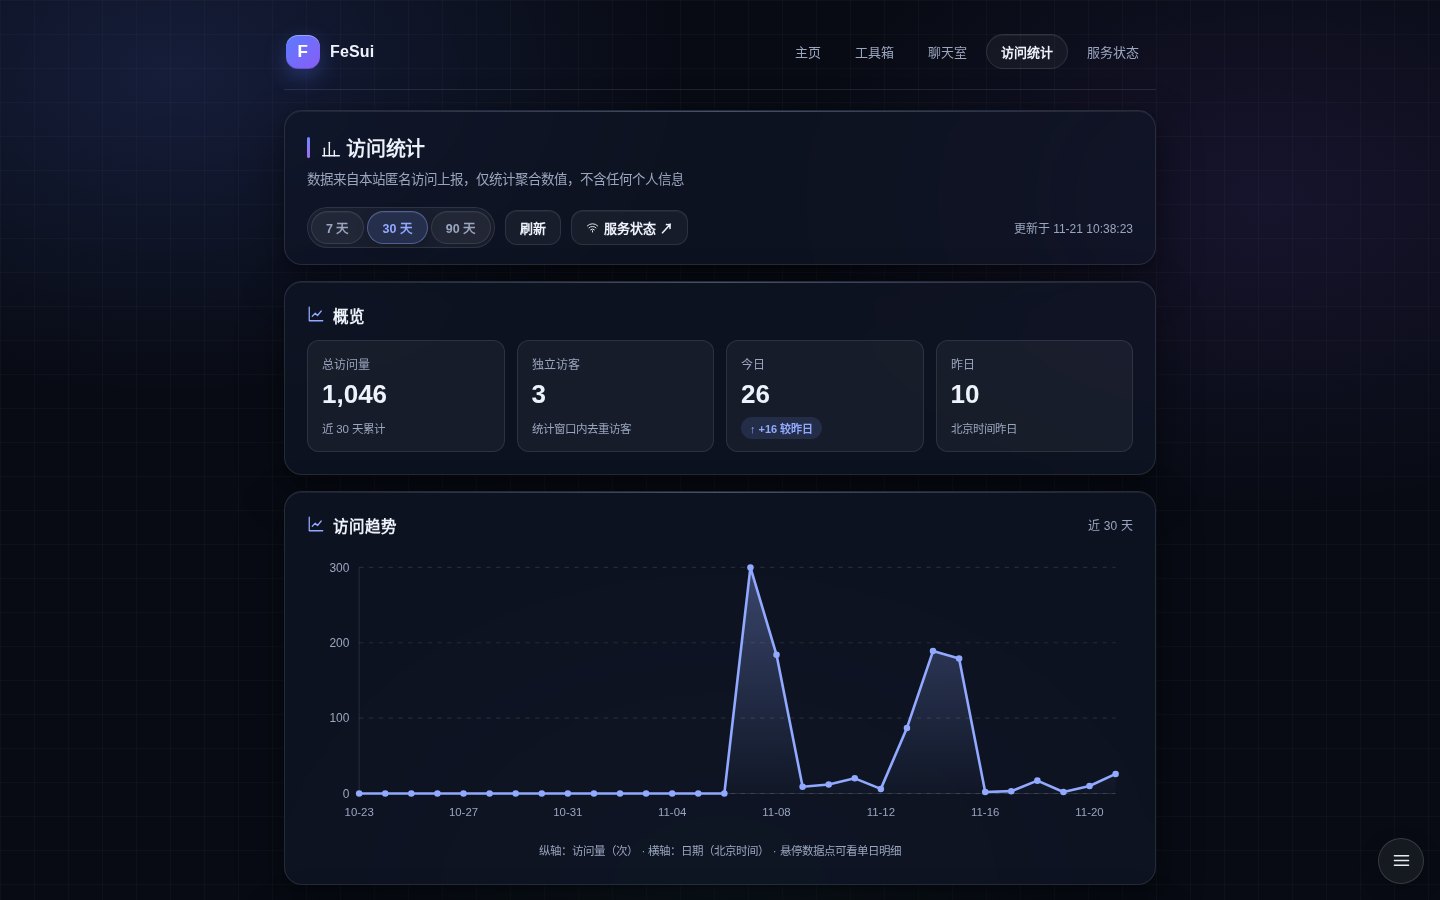 F FeSui
主页 工具箱 聊天室 访问统计 服务状态
访问统计
数据来自本站匿名访问上报，仅统计聚合数值，不含任何个人信息
7 天 30 天 90 天 刷新 服务状态 ↗ 更新于 11-21 10:38:23
概览
总访问量 独立访客 今日 昨日
1,046 3 26 10
近 30 天累计 统计窗口内去重访客 ↑ +16 较昨日 北京时间昨日
访问趋势 近 30 天
300
200
100
0
10-23 10-27 10-31 11-04 11-08 11-12 11-16 11-20
纵轴：访问量（次） · 横轴：日期（北京时间） · 悬停数据点可看单日明细